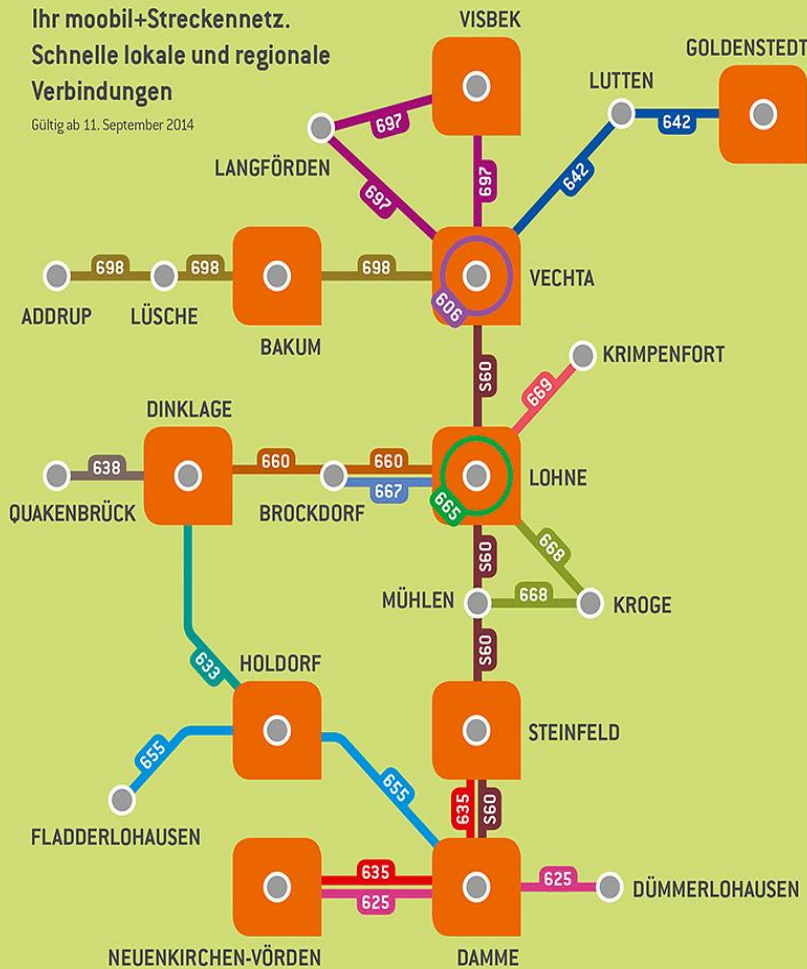 Ihr moobil+Streckennetz.
Schnelle lokale und regionale
Verbindungen
Gültig ab 11. September 2014
VISBEK
GOLDENSTEDT
LUTTEN
697
642
LANGFÖRDEN
697
697
642
698
698
698
VECHTA
606
ADDRUP
LÜSCHE
BAKUM
KRIMPENFORT
S60
669
DINKLAGE
638
660
660
667
LOHNE
665
QUAKENBRÜCK
BROCKDORF
S60
668
MÜHLEN
668
KROGE
S60
633
HOLDORF
STEINFELD
655
655
635
S60
FLADDERLOHAUSEN
635
625
625
DÜMMERLOHAUSEN
NEUENKIRCHEN-VÖRDEN
DAMME